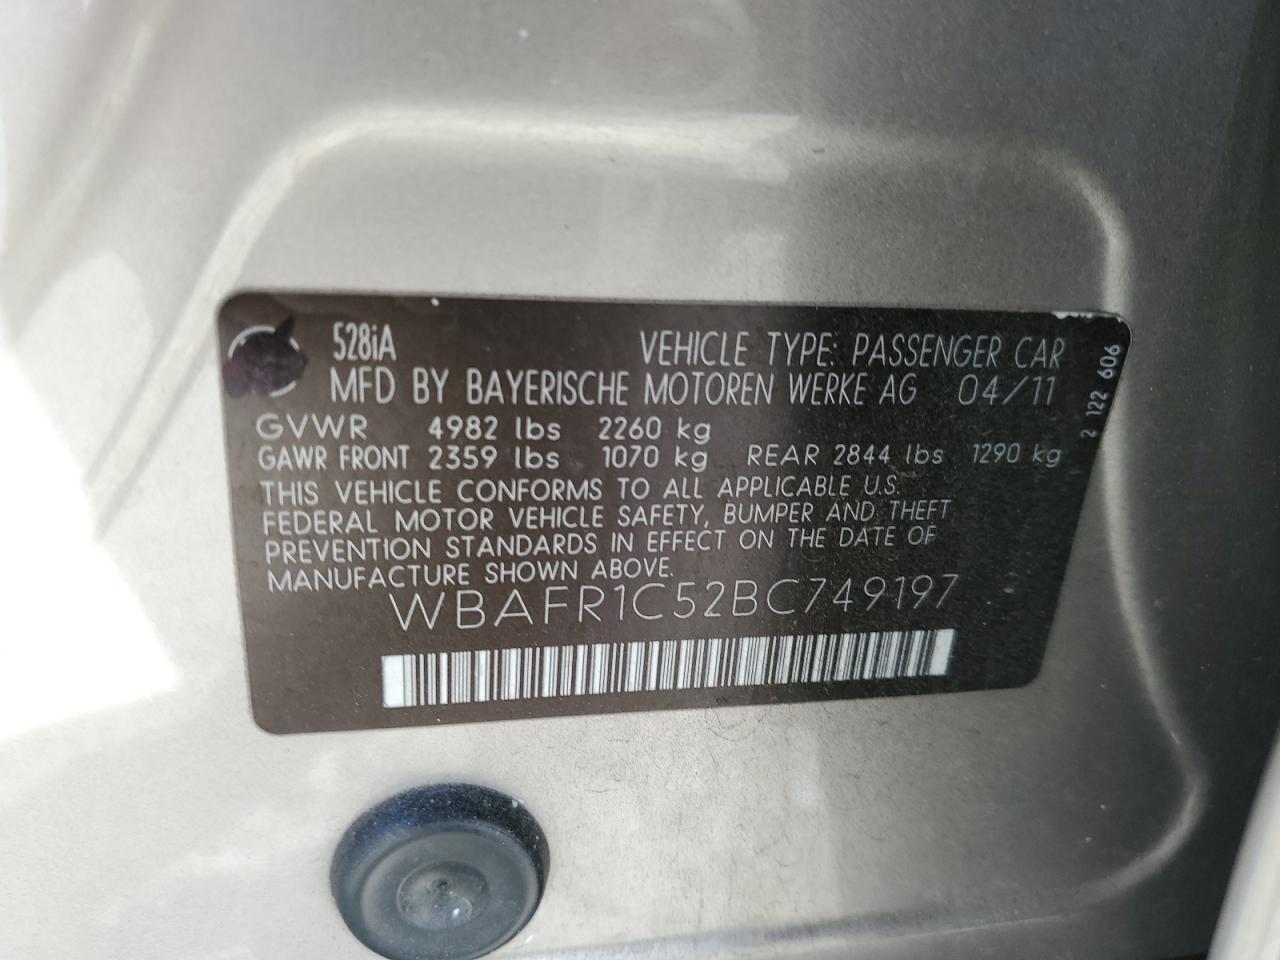 528iA VEHICLE TYPE: PASSENGER CAR
MFD BY BAYERISCHE MOTOREN WERKE AG 04/11
GVWR 4982 lbs 2260 kg
GAWR FRONT 2359 lbs 1070 kg REAR 2844 lbs 1290 kg
THIS VEHICLE CONFORMS TO ALL APPLICABLE U.S.
FEDERAL MOTOR VEHICLE SAFETY, BUMPER AND THEFT
PREVENTION STANDARDS IN EFFECT ON THE DATE OF
MANUFACTURE SHOWN ABOVE.
WBAFR1C52BC749197
2 122 606